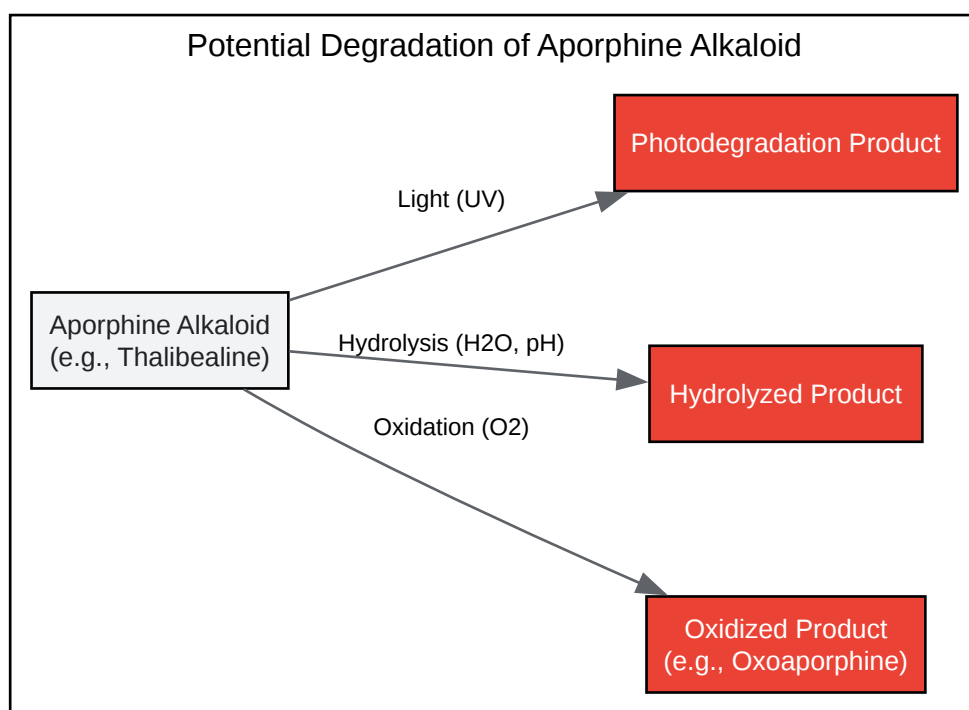 Potential Degradation of Aporphine Alkaloid
Photodegradation Product
Light (UV)
Aporphine Alkaloid
(e.g., Thalibealine)
Hydrolysis (H2O, pH)
Hydrolyzed Product
Oxidation (O2)
Oxidized Product
(e.g., Oxoaporphine)